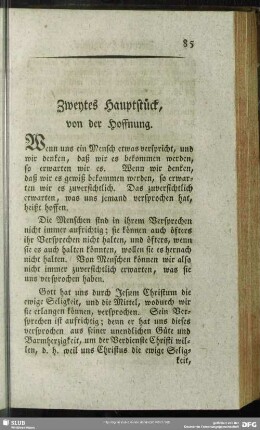 85
Zweytes Hauptstück,
von der Hoffnung.
Wenn uns ein Mensch etwas verspricht, und
wir denken, daß wir es bekommen werden,
so erwarten wir es. Wenn wir denken,
daß wir es gewiß bekommen werden, so erwar-
ten wir es zuversichtlich. Das zuversichtlich
erwarten, was uns jemand versprochen hat,
heißt hoffen.
Die Menschen sind in ihrem Versprechen
nicht immer aufrichtig; sie können auch öfters
ihr Versprechen nicht halten, und öfters, wenn
sie es auch halten könnten, wollen sie es hernach
nicht halten. Von Menschen können wir also
nicht immer zuversichtlich erwarten, was sie
uns versprochen haben.
Gott hat uns durch Jesum Christum die
ewige Seligkeit, und die Mittel, wodurch wir
sie erlangen können, versprochen. Sein Ver-
sprechen ist aufrichtig; denn er hat uns dieses
versprochen aus seiner unendlichen Güte und
Barmherzigkeit, um der Verdienste Christi wil-
len, d. h. weil uns Christus die ewige Selig-
keit,
SLUB
DFG